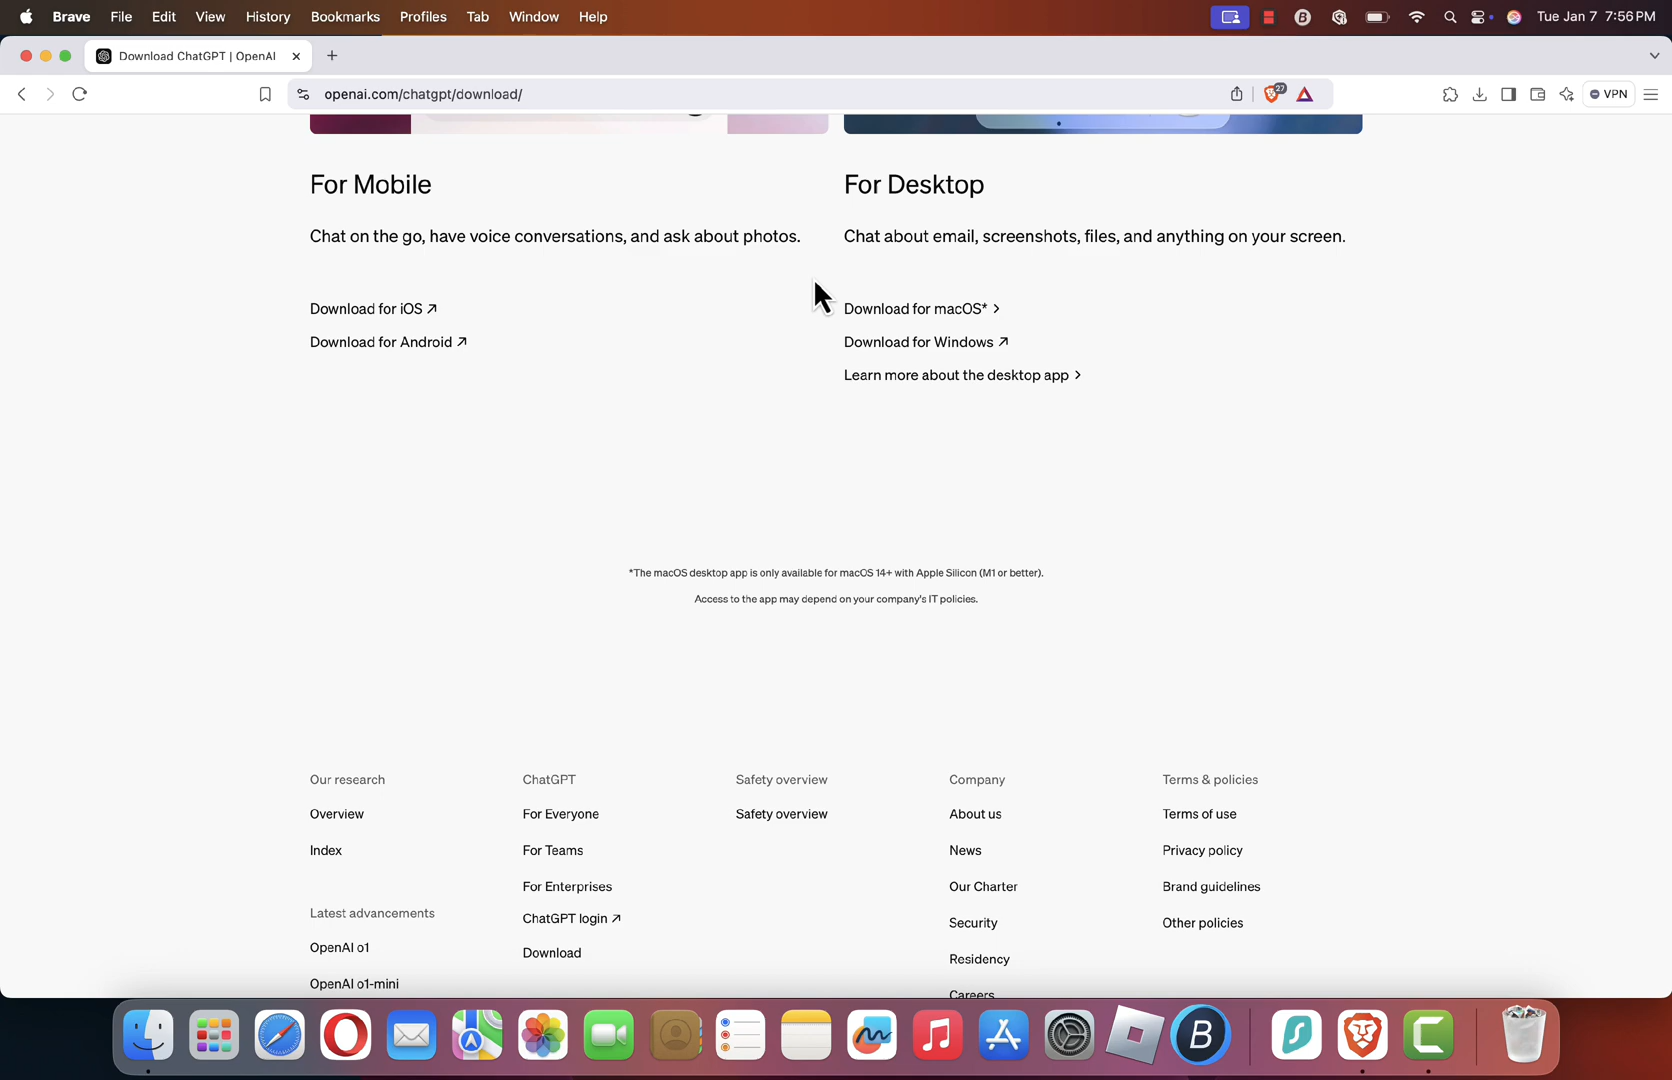 Brave File Edit View History Bookmarks Profiles Tab Window Help Tue Jan 7 7:56 PM
Download ChatGPT | OpenAI
openai.com/chatgpt/download/ 27 VPN
For Mobile
For Desktop
Chat on the go, have voice conversations, and ask about photos.
Chat about email, screenshots, files, and anything on your screen.
Download for iOS ↗
Download for macOS* >
Download for Android ↗
Download for Windows ↗
Learn more about the desktop app >
*The macOS desktop app is only available for macOS 14+ with Apple Silicon (M1 or better).
Access to the app may depend on your company's IT policies.
Our research
Overview
Index
Latest advancements
OpenAI o1
OpenAI o1-mini
ChatGPT
For Everyone
For Teams
For Enterprises
ChatGPT login ↗
Download
Safety overview
Safety overview
Company
About us
News
Our Charter
Security
Residency
Careers
Terms & policies
Terms of use
Privacy policy
Brand guidelines
Other policies